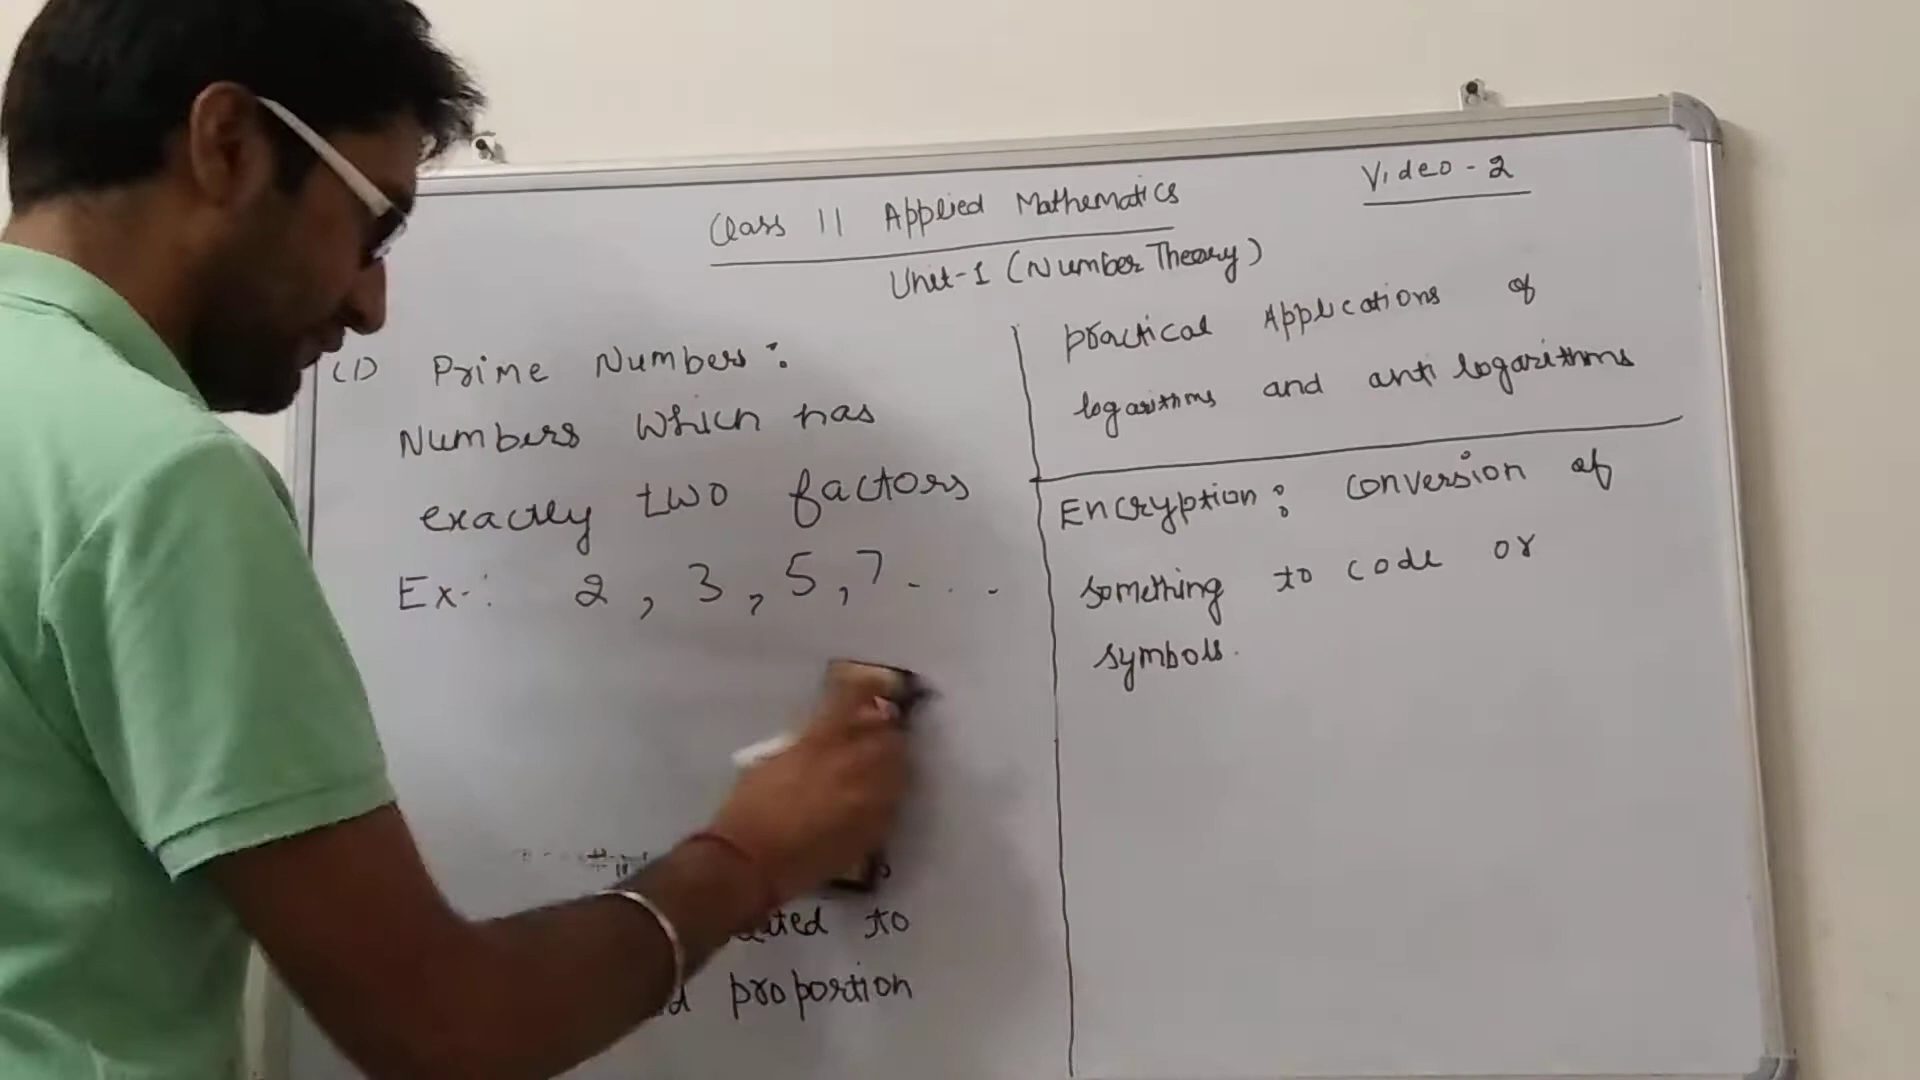 Class 11 Applied Mathematics
Video - 2
Unit-1 (Number Theory)
(1) Prime Numbers:
Numbers which has
exactly two factors
Ex-: 2, 3, 5, 7 - . . -
to
proportion
Practical Applications of
logarithms and anti logarithms
Encryption: conversion of
something to code or
symbols.